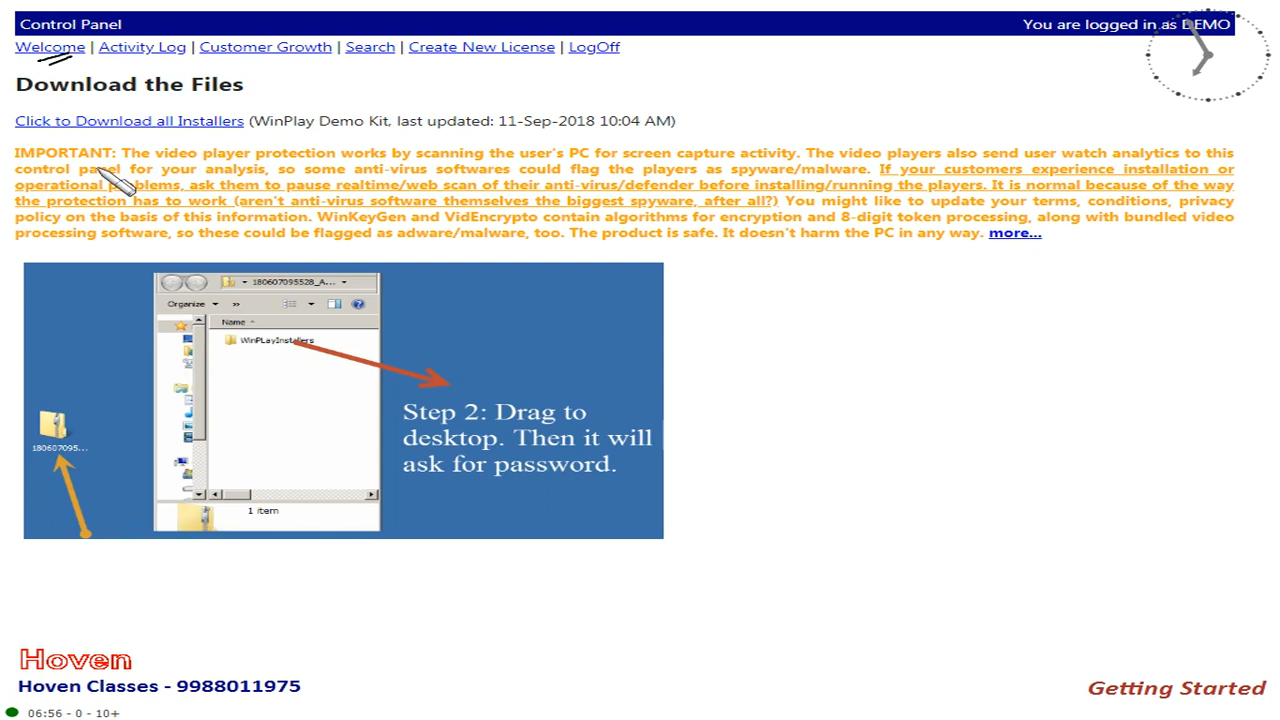 Control Panel
You are logged in as DEMO
Welcome | Activity Log | Customer Growth | Search | Create New License | LogOff
Download the Files
Click to Download all Installers (WinPlay Demo Kit, last updated: 11-Sep-2018 10:04 AM)
IMPORTANT: The video player protection works by scanning the user's PC for screen capture activity. The video players also send user watch analytics to this
control panel for your analysis, so some anti-virus softwares could flag the players as spyware/malware. If your customers experience installation or
operational problems, ask them to pause realtime/web scan of their anti-virus/defender before installing/running the players. It is normal because of the way
the protection has to work (aren't anti-virus software themselves the biggest spyware, after all?) You might like to update your terms, conditions, privacy
policy on the basis of this information. WinKeyGen and VidEncrypto contain algorithms for encryption and 8-digit token processing, along with bundled video
processing software, so these could be flagged as adware/malware, too. The product is safe. It doesn't harm the PC in any way. more...
180607095528_A...
Organize »
Name
WinPLayInstallers
Step 2: Drag to
desktop. Then it will
ask for password.
180607095...
1 item
Hoven
Hoven Classes - 9988011975
Getting Started
06:56 - 0 - 10+